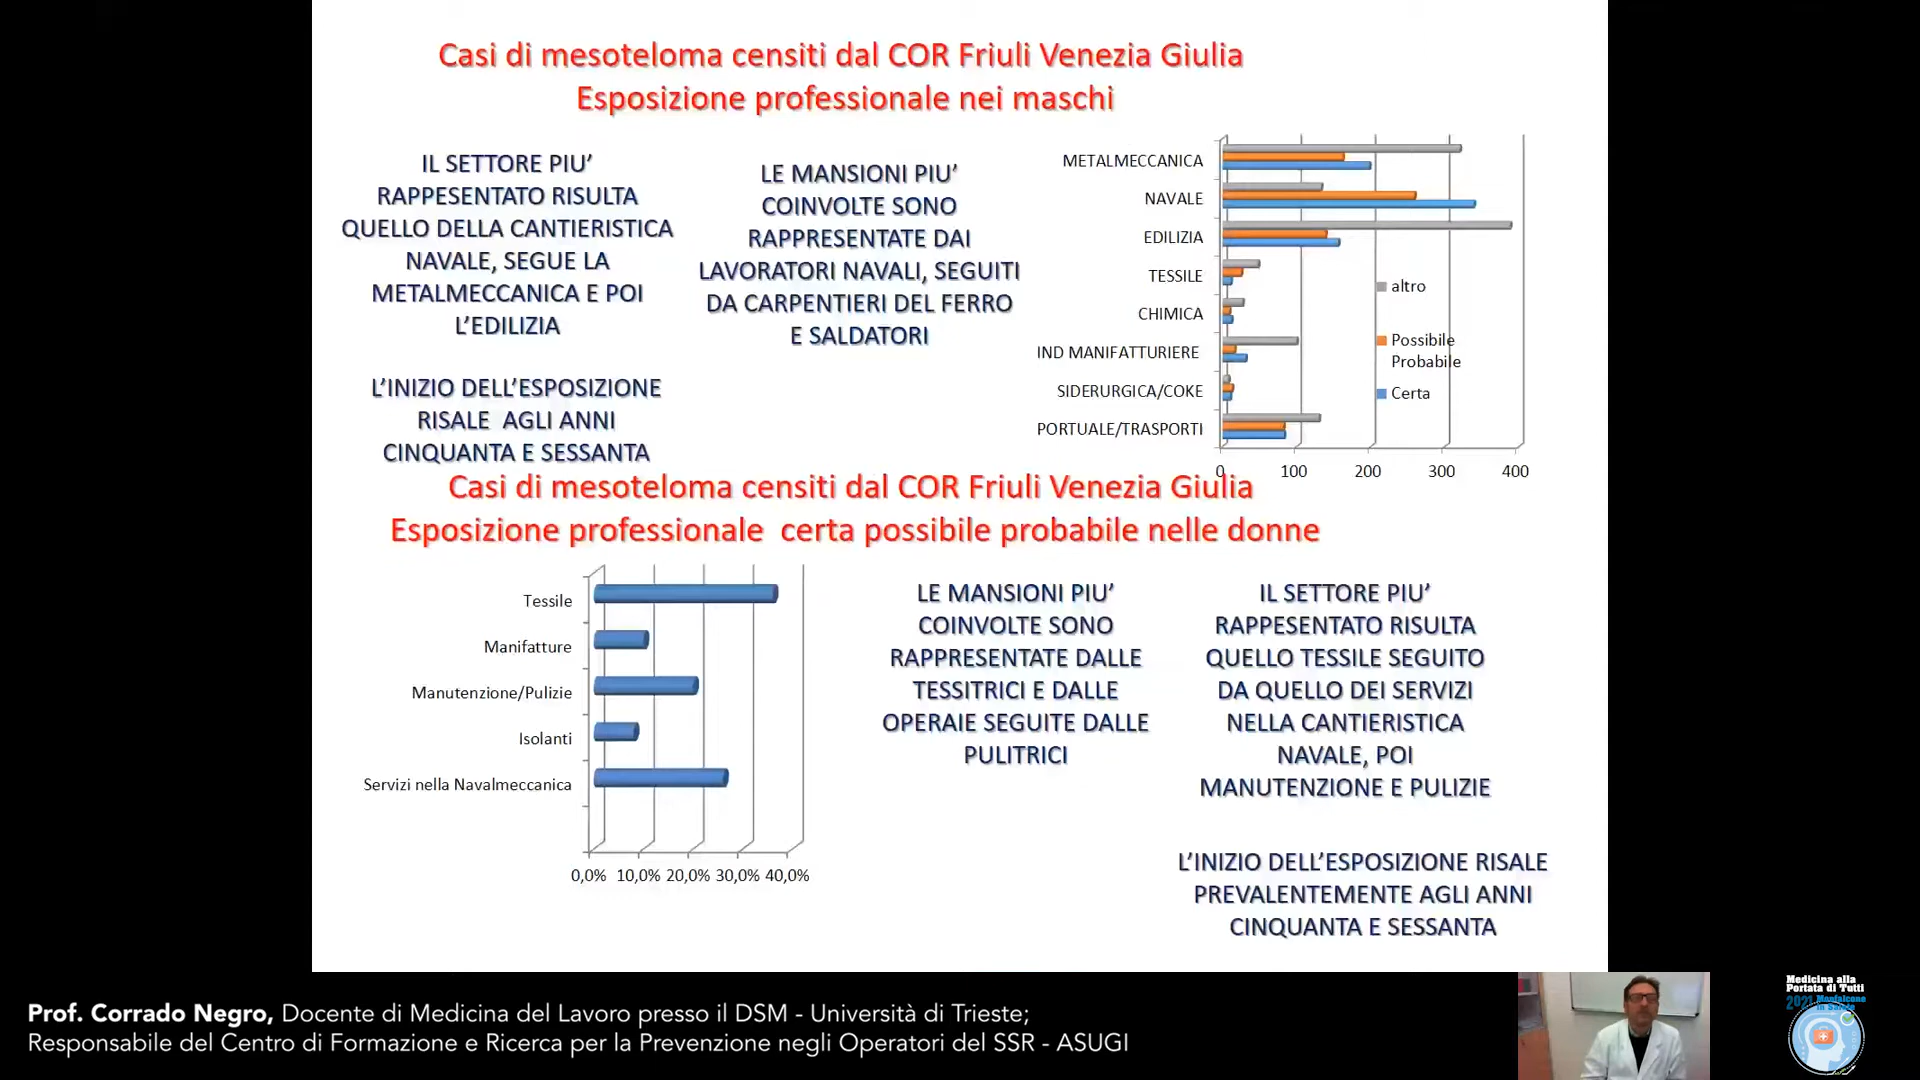 Casi di mesoteloma censiti dal COR Friuli Venezia Giulia
Esposizione professionale nei maschi
IL SETTORE PIU'
RAPPESENTATO RISULTA
QUELLO DELLA CANTIERISTICA
NAVALE, SEGUE LA
METALMECCANICA E POI
L'EDILIZIA
L'INIZIO DELL'ESPOSIZIONE
RISALE AGLI ANNI
CINQUANTA E SESSANTA
LE MANSIONI PIU'
COINVOLTE SONO
RAPPRESENTATE DAI
LAVORATORI NAVALI, SEGUITI
DA CARPENTIERI DEL FERRO
E SALDATORI
METALMECCANICA
NAVALE
EDILIZIA
TESSILE
CHIMICA
IND MANIFATTURIERE
SIDERURGICA/COKE
PORTUALE/TRASPORTI
altro
Possibile
Probabile
Certa
0 100 200 300 400
Casi di mesoteloma censiti dal COR Friuli Venezia Giulia
Esposizione professionale certa possibile probabile nelle donne
Tessile
Manifatture
Manutenzione/Pulizie
Isolanti
Servizi nella Navalmeccanica
0,0% 10,0% 20,0% 30,0% 40,0%
LE MANSIONI PIU'
COINVOLTE SONO
RAPPRESENTATE DALLE
TESSITRICI E DALLE
OPERAIE SEGUITE DALLE
PULITRICI
IL SETTORE PIU'
RAPPESENTATO RISULTA
QUELLO TESSILE SEGUITO
DA QUELLO DEI SERVIZI
NELLA CANTIERISTICA
NAVALE, POI
MANUTENZIONE E PULIZIE
L'INIZIO DELL'ESPOSIZIONE RISALE
PREVALENTEMENTE AGLI ANNI
CINQUANTA E SESSANTA
Prof. Corrado Negro, Docente di Medicina del Lavoro presso il DSM - Università di Trieste;
Responsabile del Centro di Formazione e Ricerca per la Prevenzione negli Operatori del SSR - ASUGI
Medicina alla
Portata di Tutti
2021 Monfalcone
in Salute